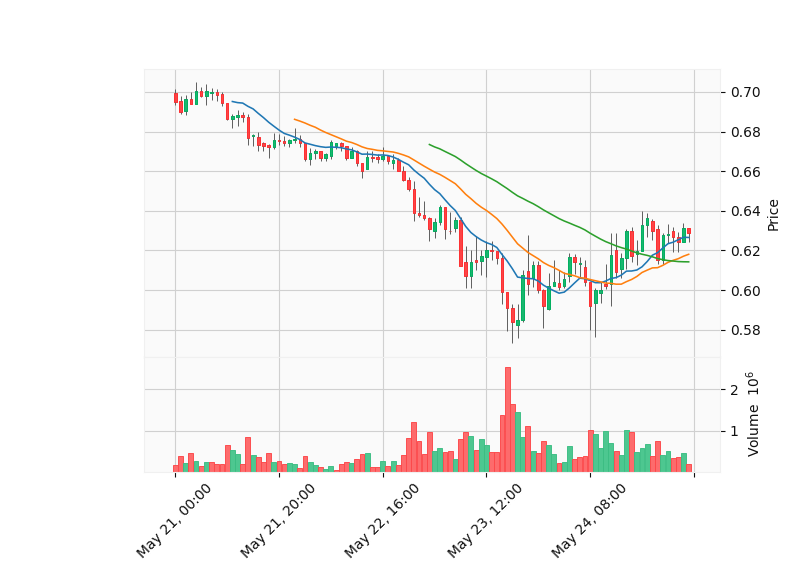 0.70
0.68
0.66
0.64
0.62
0.60
0.58
Price
2
1
Volume 10^6
May 21, 00:00
May 21, 20:00
May 22, 16:00
May 23, 12:00
May 24, 08:00